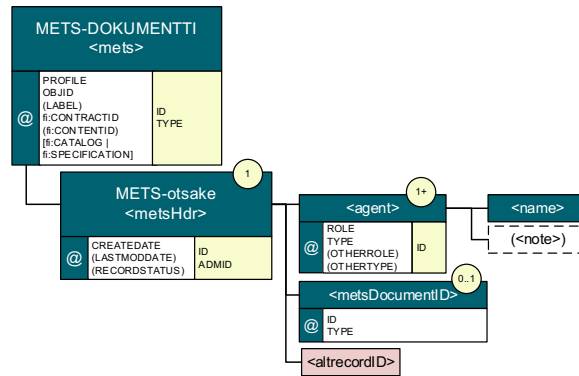 METS-DOKUMENTTI
<mets>
@
PROFILE
OBJID
(LABEL)
fi:CONTRACTID
(fi:CONTENTID)
[fi:CATALOG |
fi:SPECIFICATION]
ID
TYPE
1
METS-otsake
<metsHdr>
@
CREATEDATE
(LASTMODDATE)
(RECORDSTATUS)
ID
ADMID
1+
<agent>
@
ROLE
TYPE
(OTHERROLE)
(OTHERTYPE)
ID
<name>
(<note>)
0..1
<metsDocumentID>
@
ID
TYPE
<altrecordID>